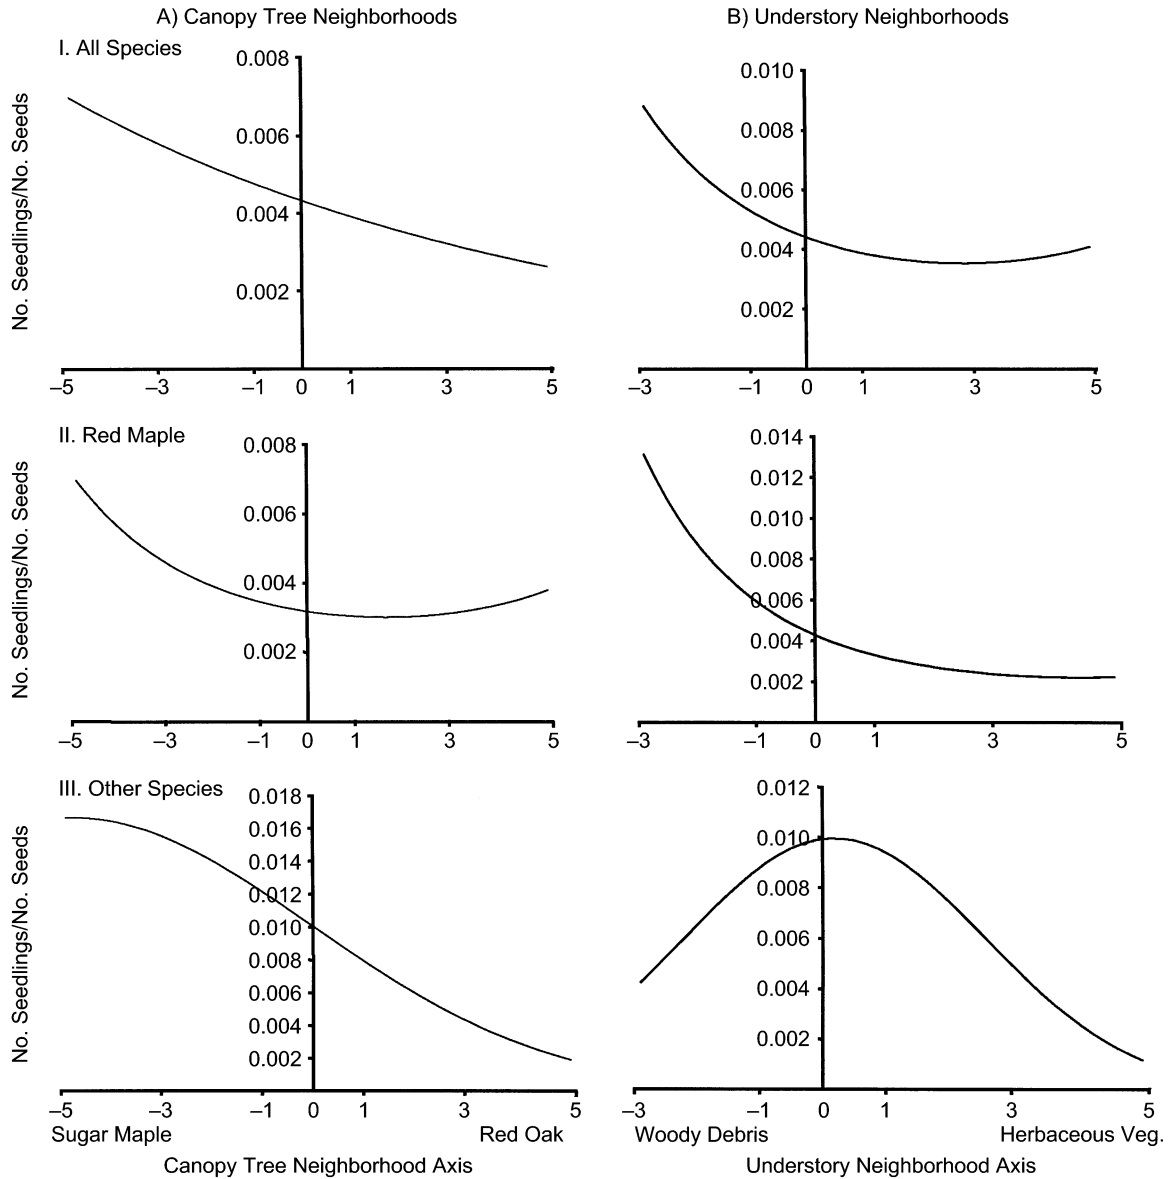 A) Canopy Tree Neighborhoods
B) Understory Neighborhoods
I. All Species
No. Seedlings/No. Seeds
0.008
0.006
0.004
0.002
–5 –3 –1 0 1 3 5
0.010
0.008
0.006
0.004
0.002
–3 –1 0 1 3 5
II. Red Maple
No. Seedlings/No. Seeds
0.008
0.006
0.004
0.002
–5 –3 –1 0 1 3 5
0.014
0.012
0.010
0.008
0.006
0.004
0.002
–3 –1 0 1 3 5
III. Other Species
No. Seedlings/No. Seeds
0.018
0.016
0.014
0.012
0.010
0.008
0.006
0.004
0.002
–5 –3 –1 0 1 3 5
Sugar Maple Red Oak
Canopy Tree Neighborhood Axis
0.012
0.010
0.008
0.006
0.004
0.002
–3 –1 0 1 3 5
Woody Debris Herbaceous Veg.
Understory Neighborhood Axis